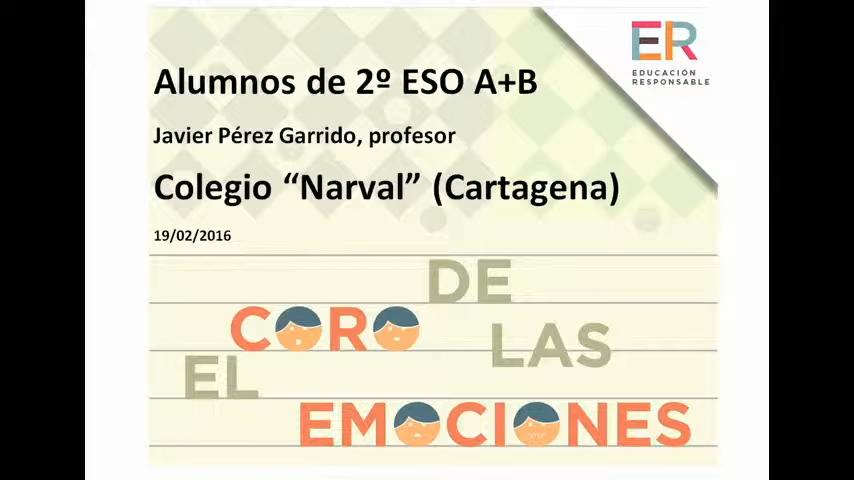 ER
EDUCACIÓN
RESPONSABLE
Alumnos de 2º ESO A+B
Javier Pérez Garrido, profesor
Colegio “Narval” (Cartagena)
19/02/2016
EL
CORO
DE
LAS
EMOCIONES